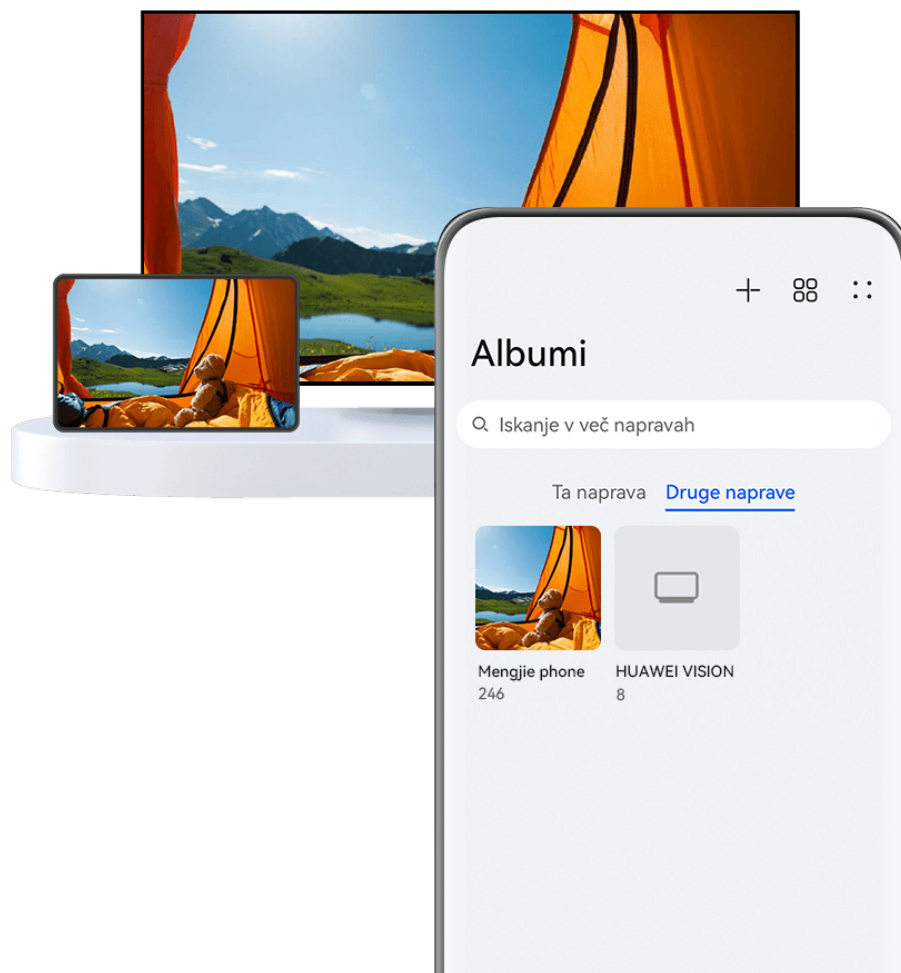 Albumi
Iskanje v več napravah
Ta naprava Druge naprave
Mengjie phone HUAWEI VISION
246 8